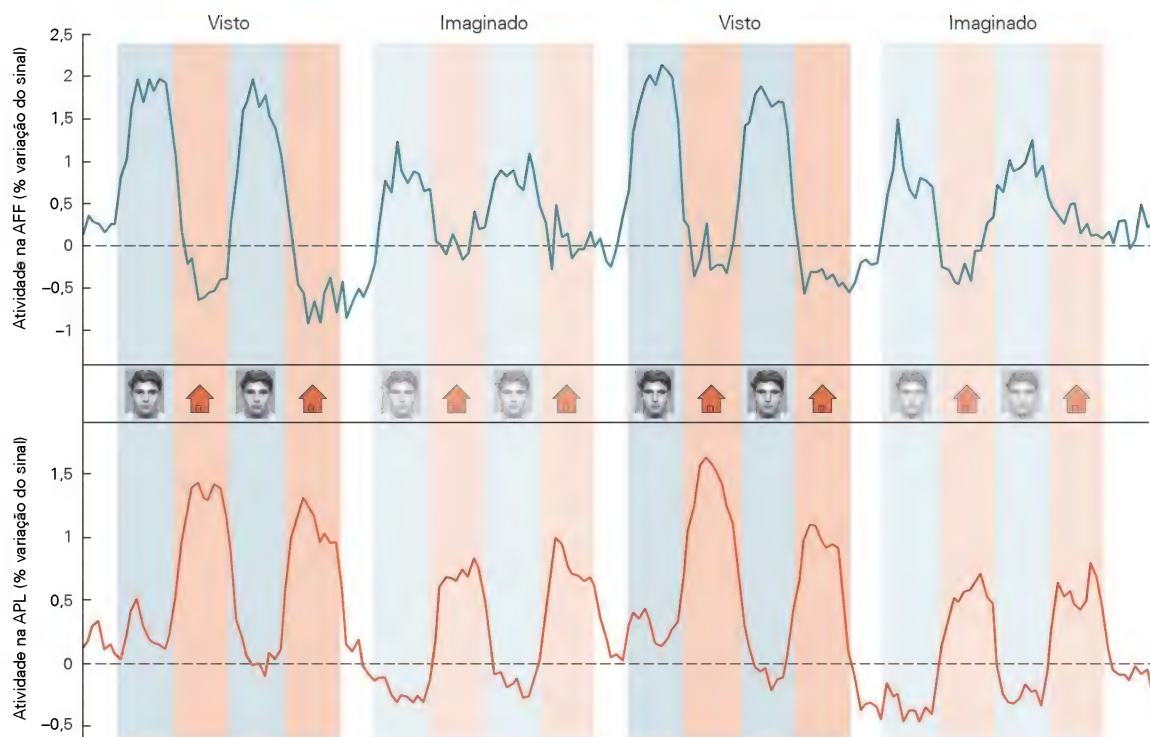 Visto
Imaginado
Visto
Imaginado
Atividade na AFF (% variação do sinal)
2,5
2
1,5
1
0,5
0
–0,5
–1
Atividade na APL (% variação do sinal)
1,5
1
0,5
0
–0,5